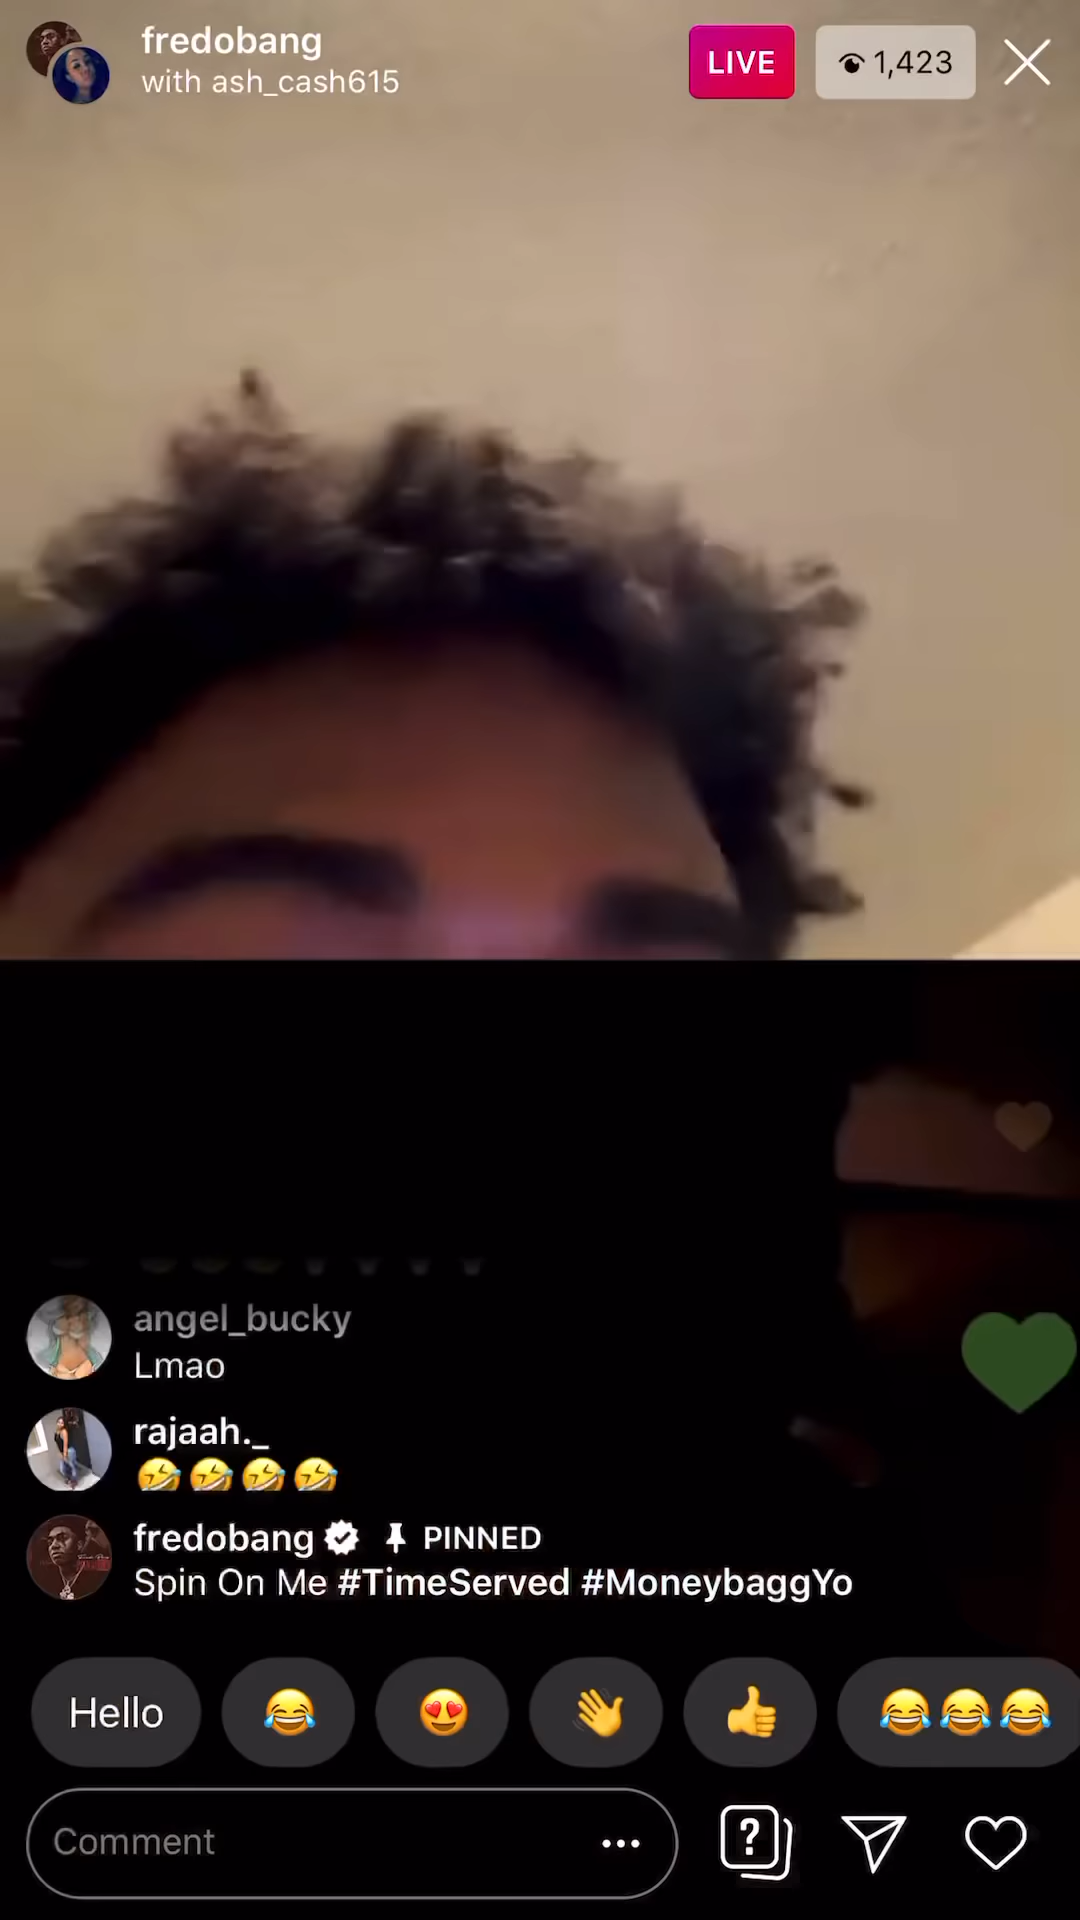 fredobang
with ash_cash615
LIVE
1,423
angel_bucky
Lmao
rajaah._
🤣🤣🤣🤣
fredobang PINNED
Spin On Me #TimeServed #MoneybaggYo
Hello 😂 😍 👋 👍 😂😂😂
Comment